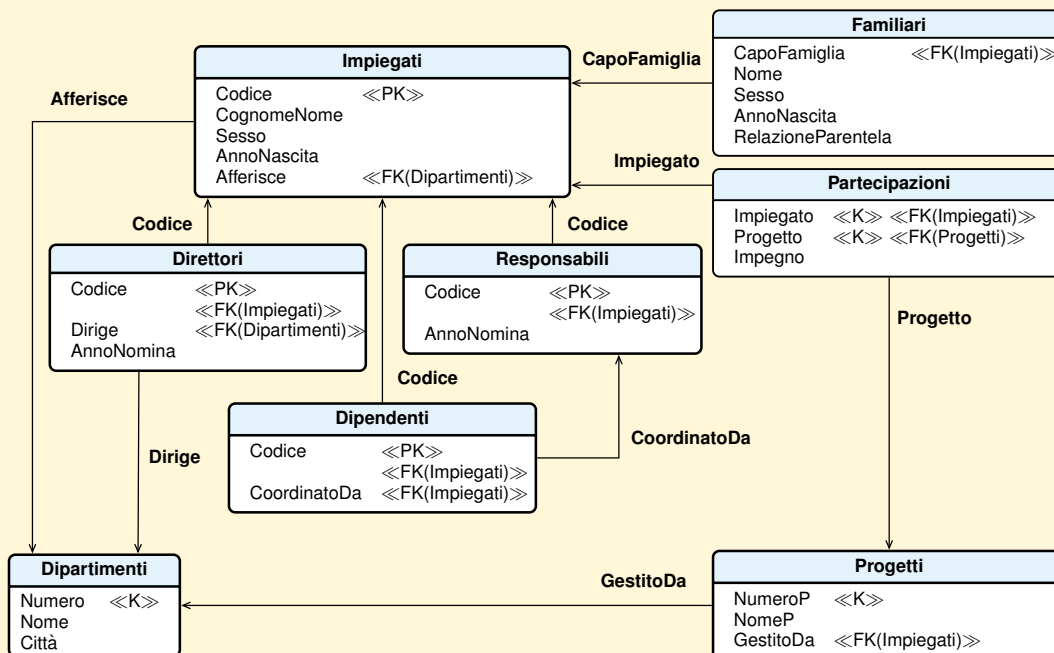 Familiari
CapoFamiglia ≪FK(Impiegati)≫
Nome
Sesso
AnnoNascita
RelazioneParentela
CapoFamiglia
Impiegati
Codice ≪PK≫
CognomeNome
Sesso
AnnoNascita
Afferisce ≪FK(Dipartimenti)≫
Afferisce
Impiegato
Partecipazioni
Impiegato ≪K≫ ≪FK(Impiegati)≫
Progetto ≪K≫ ≪FK(Progetti)≫
Impegno
Codice
Codice
Direttori
Codice ≪PK≫
≪FK(Impiegati)≫
Dirige ≪FK(Dipartimenti)≫
AnnoNomina
Responsabili
Codice ≪PK≫
≪FK(Impiegati)≫
AnnoNomina
Progetto
Codice
Dipendenti
Codice ≪PK≫
≪FK(Impiegati)≫
CoordinatoDa ≪FK(Impiegati)≫
CoordinatoDa
Dirige
Dipartimenti
Numero ≪K≫
Nome
Città
GestitoDa
Progetti
NumeroP ≪K≫
NomeP
GestitoDa ≪FK(Impiegati)≫